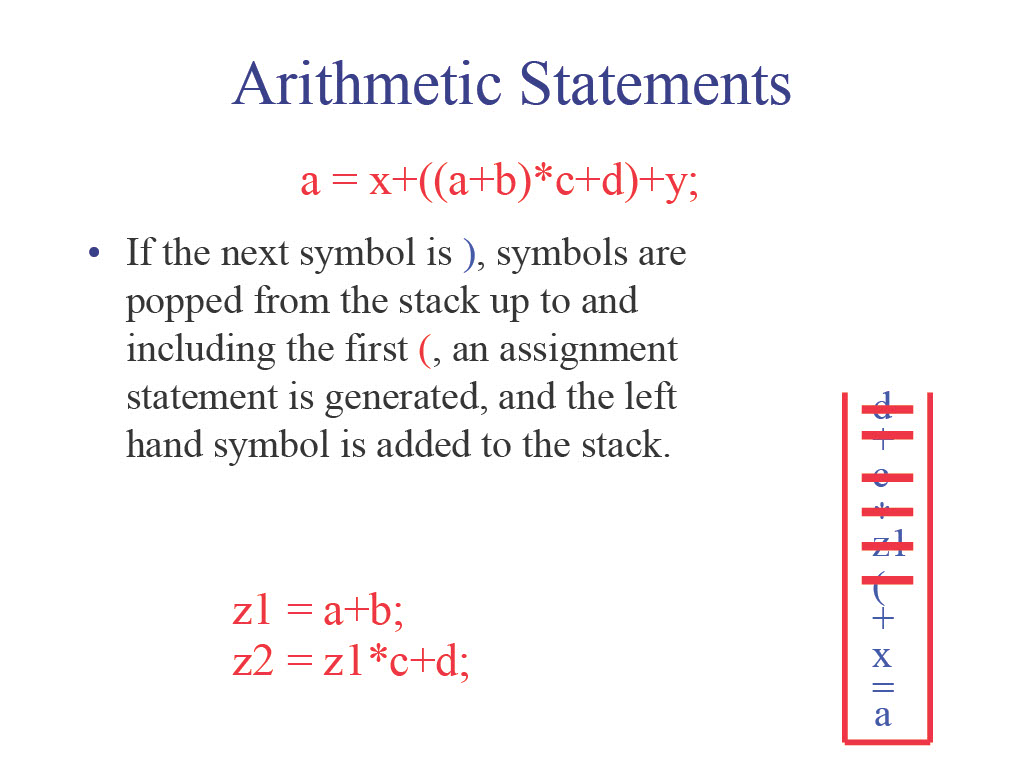 Arithmetic Statements
a = x+((a+b)*c+d)+y;
• If the next symbol is ), symbols are
popped from the stack up to and
including the first (, an assignment
statement is generated, and the left
hand symbol is added to the stack.
d
+
c
*
z1
(
+
x
=
a
z1 = a+b;
z2 = z1*c+d;